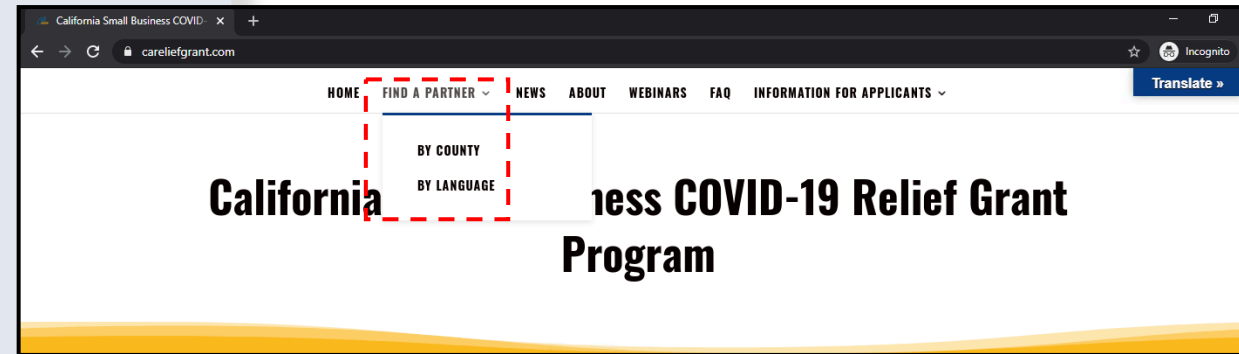 California Small Business COVID-
careliefgrant.com
Incognito
Translate »
HOME FIND A PARTNER NEWS ABOUT WEBINARS FAQ INFORMATION FOR APPLICANTS
BY COUNTY
BY LANGUAGE
California ness COVID-19 Relief Grant
Program